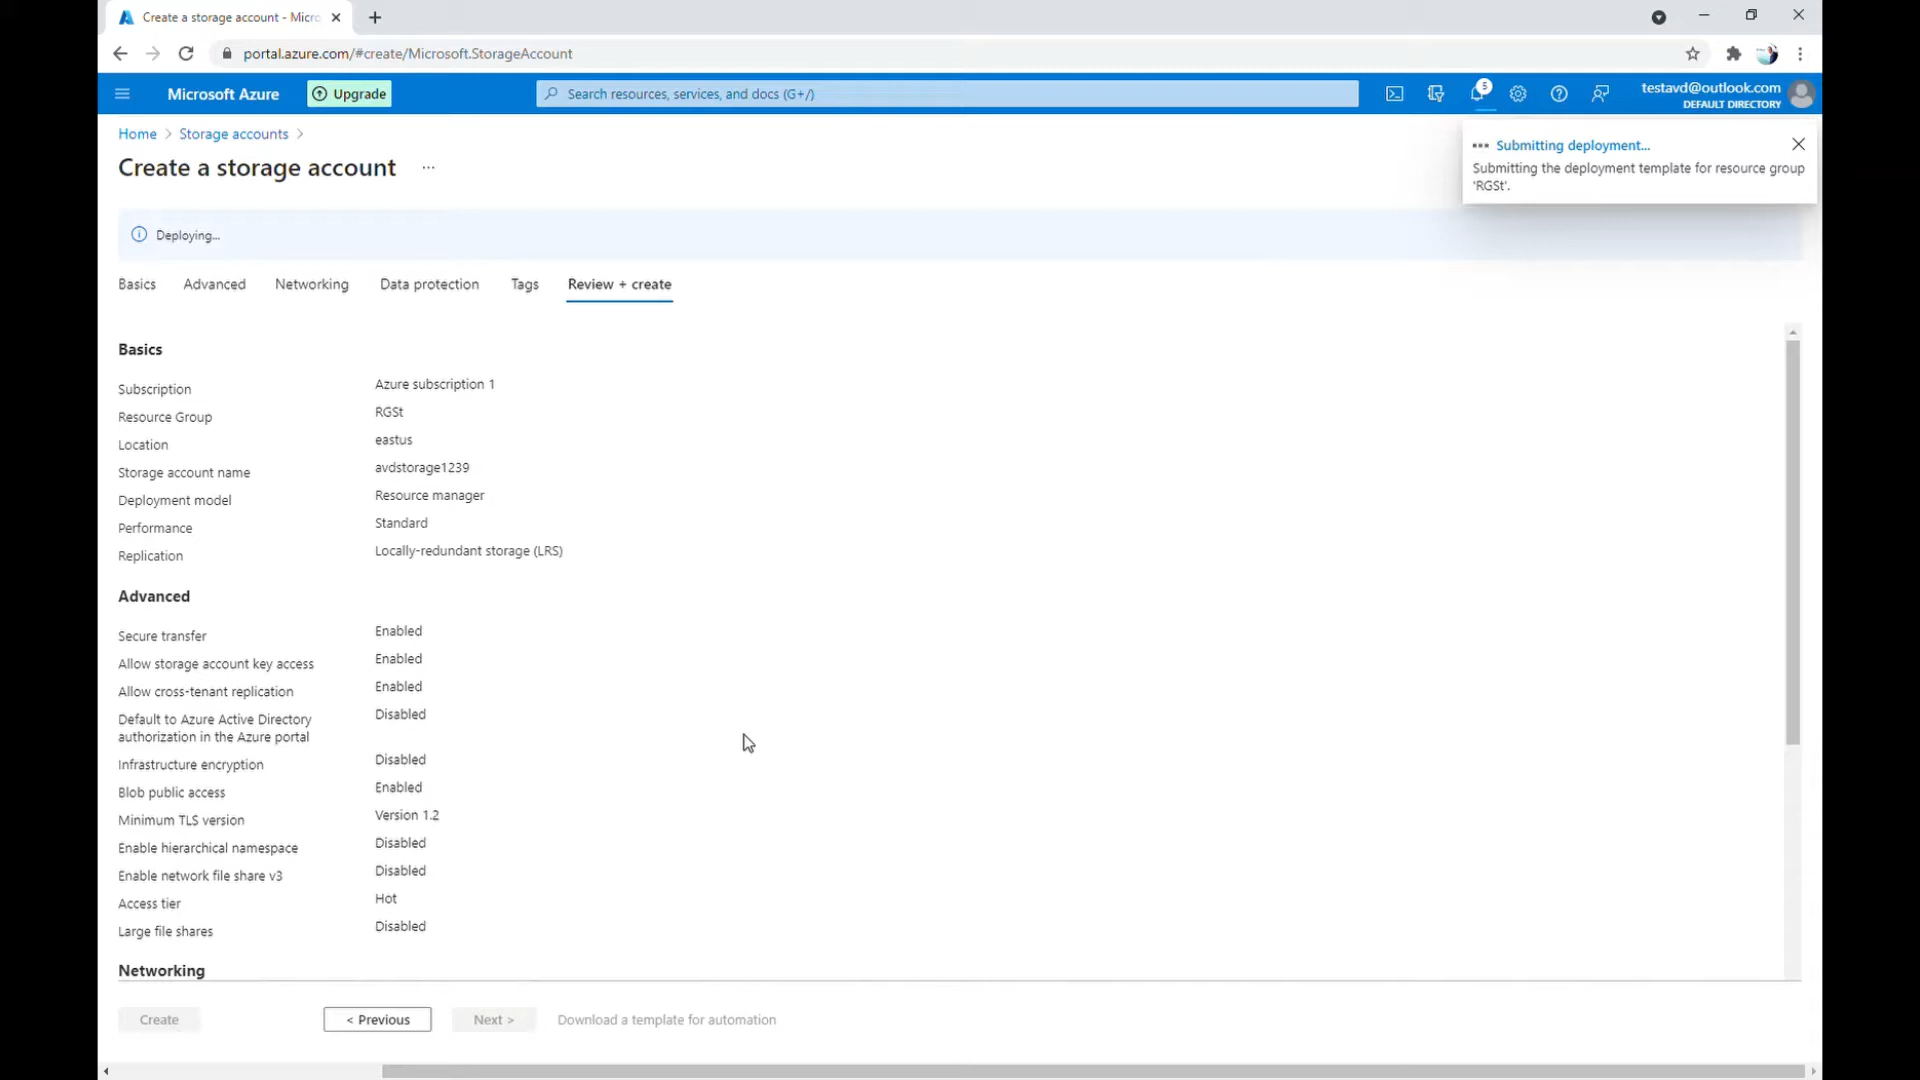 Create a storage account - Micro
portal.azure.com/#create/Microsoft.StorageAccount
Microsoft Azure
Upgrade
Search resources, services, and docs (G+/)
5
testavd@outlook.com
DEFAULT DIRECTORY
Home > Storage accounts >
Create a storage account ...
Submitting deployment...
Submitting the deployment template for resource group
'RGSt'.
Deploying...
Basics Advanced Networking Data protection Tags Review + create
Basics
Subscription Azure subscription 1
Resource Group RGSt
Location eastus
Storage account name avdstorage1239
Deployment model Resource manager
Performance Standard
Replication Locally-redundant storage (LRS)
Advanced
Secure transfer Enabled
Allow storage account key access Enabled
Allow cross-tenant replication Enabled
Default to Azure Active Directory Disabled
authorization in the Azure portal
Infrastructure encryption Disabled
Blob public access Enabled
Minimum TLS version Version 1.2
Enable hierarchical namespace Disabled
Enable network file share v3 Disabled
Access tier Hot
Large file shares Disabled
Networking
Create < Previous Next > Download a template for automation